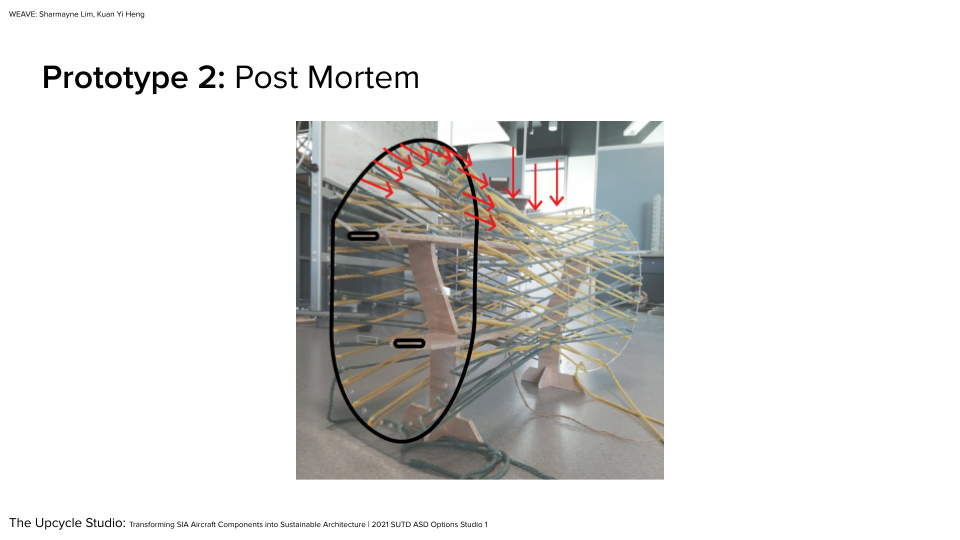 WEAVE: Sharmayne Lim, Kuan Yi Heng
Prototype 2: Post Mortem
The Upcycle Studio: Transforming SIA Aircraft Components into Sustainable Architecture | 2021 SUTD ASD Options Studio 1